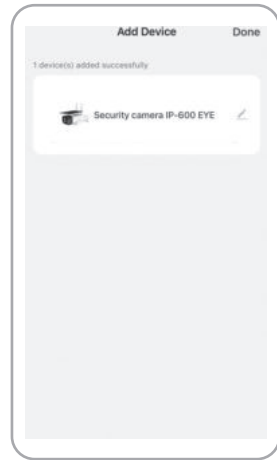 Add Device Done
1 device(s) added successfully
Security camera IP-600 EYE